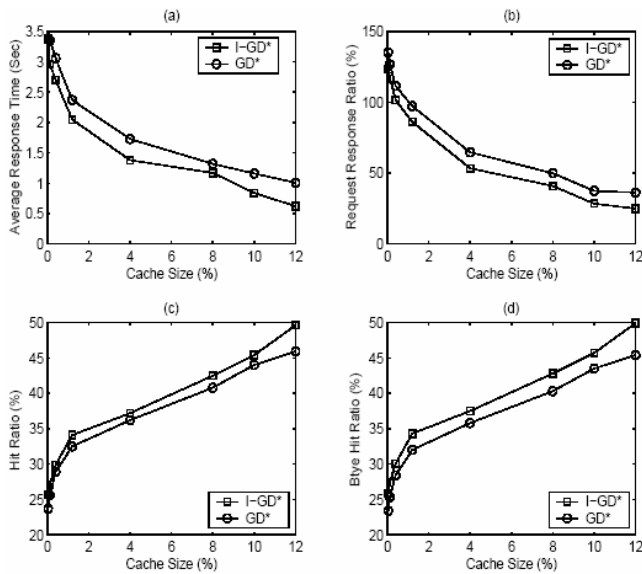 (a)
3.5
3
2.5
2
1.5
1
0.5
0
Average Response Time (Sec)
I-GD*
GD*
0 2 4 6 8 10 12
Cache Size (%)
(b)
150
100
50
0
Request Response Ratio (%)
I-GD*
GD*
0 2 4 6 8 10 12
Cache Size (%)
(c)
50
45
40
35
30
25
20
Hit Ratio (%)
I-GD*
GD*
0 2 4 6 8 10 12
Cache Size (%)
(d)
50
45
40
35
30
25
20
Btye Hit Ratio (%)
I-GD*
GD*
0 2 4 6 8 10 12
Cache Size (%)